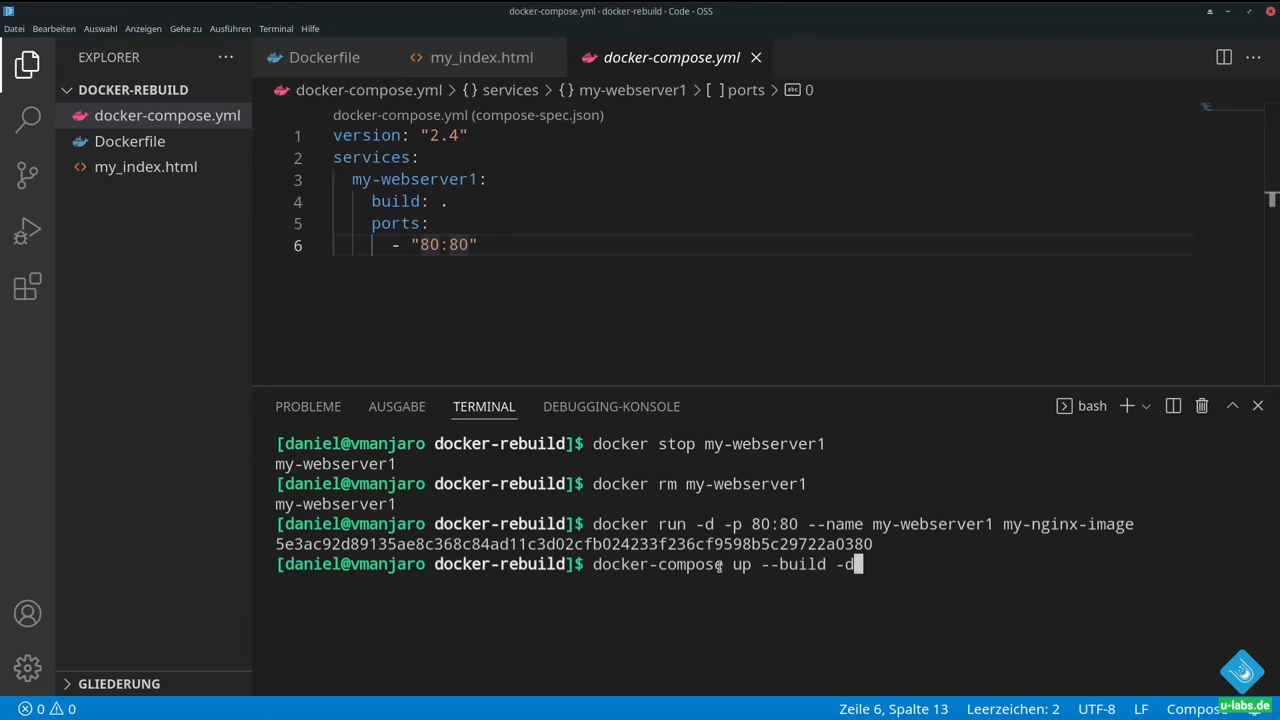 docker-compose.yml - docker-rebuild - Code - OSS
Datei Bearbeiten Auswahl Anzeigen Gehe zu Ausführen Terminal Hilfe
EXPLORER
Dockerfile
my_index.html
docker-compose.yml
DOCKER-REBUILD
docker-compose.yml
Dockerfile
my_index.html
docker-compose.yml > {} services > {} my-webserver1 > [ ] ports > abc 0
docker-compose.yml (compose-spec.json)
1 version: "2.4"
2 services:
3 my-webserver1:
4 build: .
5 ports:
6 - "80:80"
PROBLEME AUSGABE TERMINAL DEBUGGING-KONSOLE
bash
[daniel@vmanjaro docker-rebuild]$ docker stop my-webserver1
my-webserver1
[daniel@vmanjaro docker-rebuild]$ docker rm my-webserver1
my-webserver1
[daniel@vmanjaro docker-rebuild]$ docker run -d -p 80:80 --name my-webserver1 my-nginx-image
5e3ac92d89135ae8c368c84ad11c3d02cfb024233f236cf9598b5c29722a0380
[daniel@vmanjaro docker-rebuild]$ docker-compose up --build -d
GLIEDERUNG
0 0
Zeile 6, Spalte 13 Leerzeichen: 2 UTF-8 LF Compose
u-labs.de